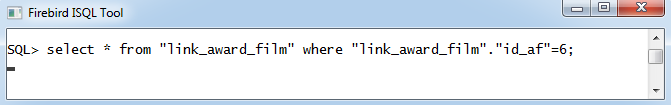 Firebird ISQL Tool
SQL> select * from "link_award_film" where "link_award_film"."id_af"=6;